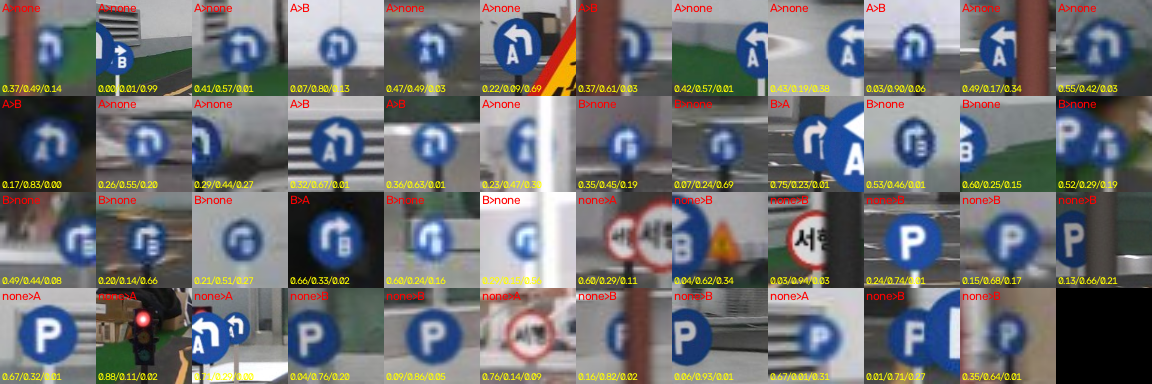 A>none A>none A>none A>B A>none A>none A>B A>none A>none A>B A>none A>none
B A A A A A A A A
0.37/0.49/0.14 0.00/0.01/0.99 0.41/0.57/0.01 0.07/0.80/0.13 0.47/0.49/0.03 0.22/0.09/0.69 0.37/0.61/0.03 0.42/0.57/0.01 0.43/0.19/0.38 0.03/0.90/0.06 0.49/0.17/0.34 0.55/0.42/0.03
A>B A>none A>none A>B A>B A>none B>none B>none B>A B>none B>none B>none
A A A A B A B B P B
0.17/0.83/0.00 0.26/0.55/0.20 0.29/0.44/0.27 0.32/0.67/0.01 0.36/0.63/0.01 0.35/0.45/0.19 0.07/0.24/0.69 0.75/0.23/0.01 0.53/0.46/0.01 0.60/0.25/0.15 0.52/0.29/0.19
B>none B>none B>none B>A B>none B>none none>B none>B none>B none>B none>B
B B B B P P P
0.49/0.44/0.08 0.20/0.14/0.66 0.21/0.51/0.27 0.66/0.33/0.02 0.60/0.24/0.16 0.60/0.29/0.11 0.04/0.62/0.34 0.03/0.94/0.03 0.24/0.74/0.01 0.15/0.68/0.17 0.13/0.66/0.21
none>A none>A none>A none>B none>B none>A none>B none>B none>A none>B none>B
P A A P P P P P P
0.67/0.32/0.01 0.88/0.11/0.02 0.04/0.76/0.20 0.09/0.86/0.05 0.76/0.14/0.09 0.16/0.82/0.02 0.06/0.93/0.01 0.67/0.01/0.31 0.01/0.71/0.27 0.35/0.64/0.01